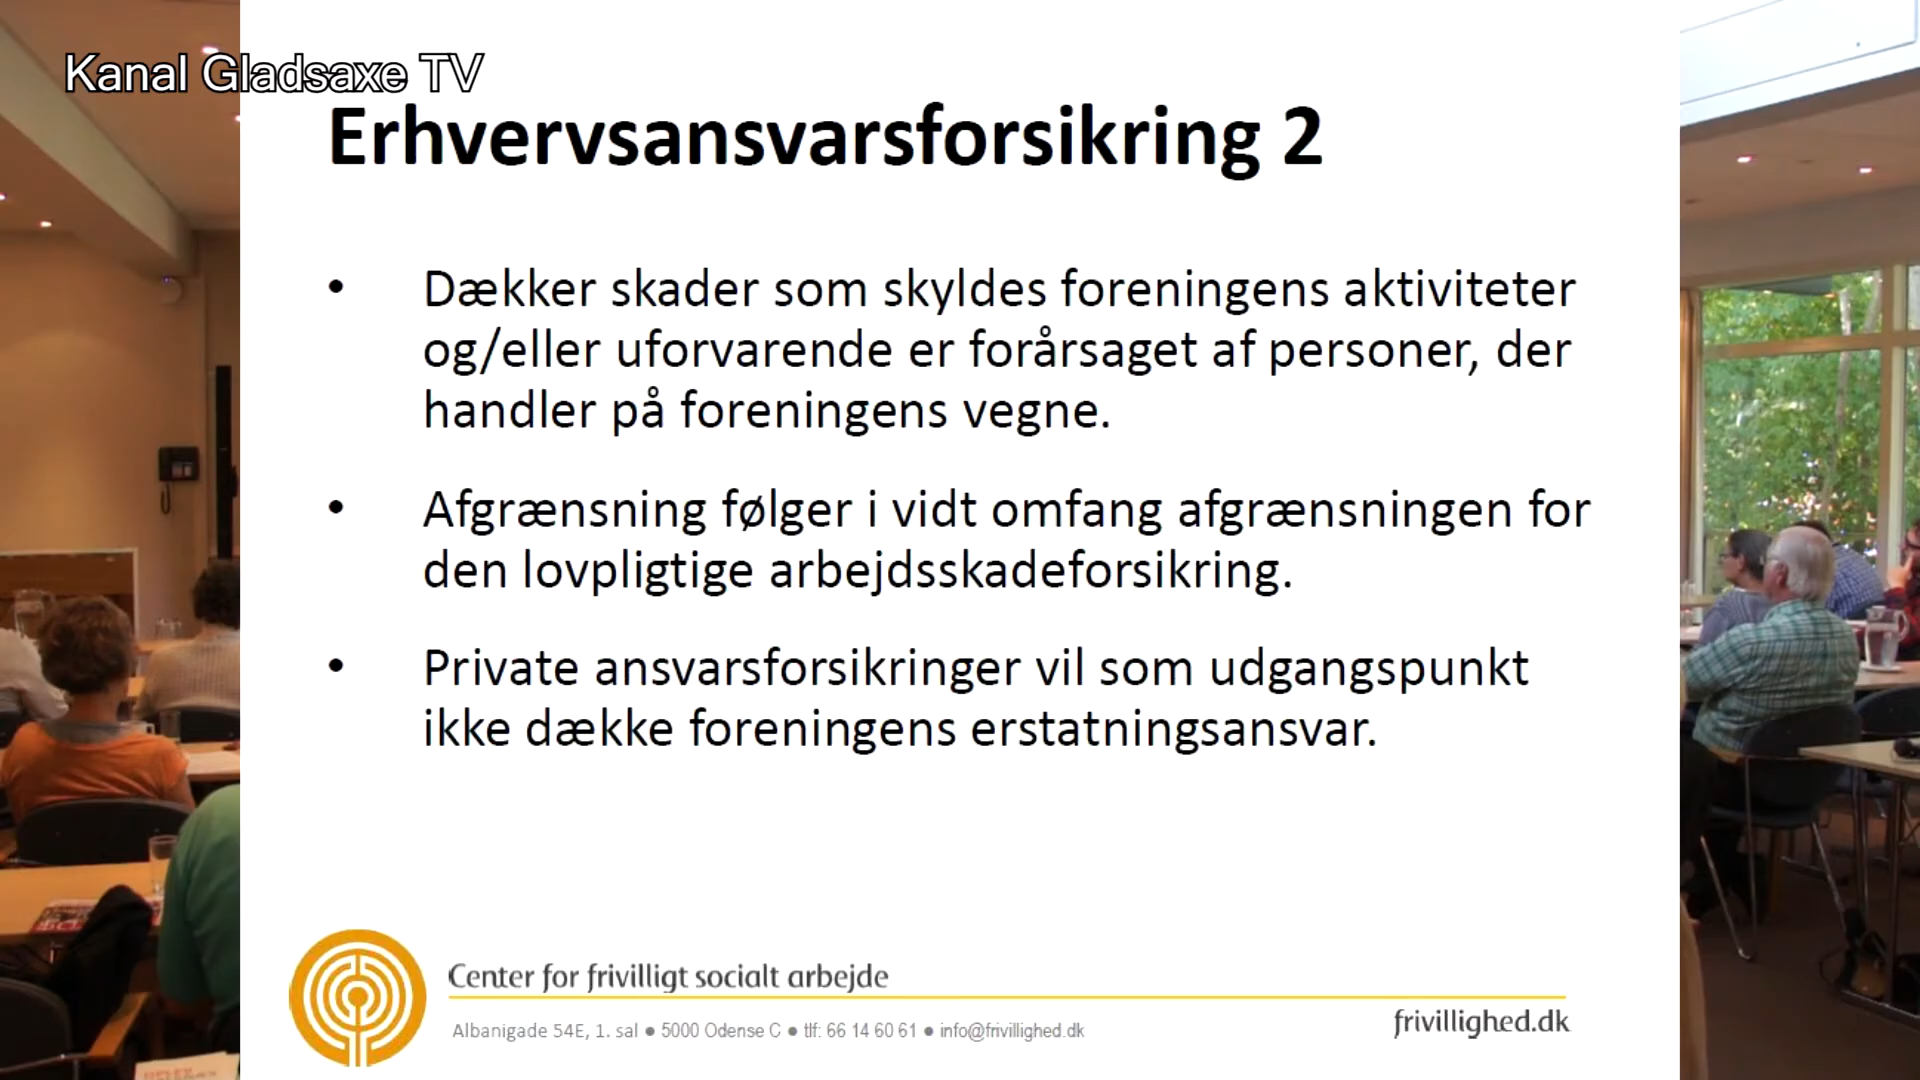 Kanal Gladsaxe TV
Erhvervsansvarsforsikring 2
• Dækker skader som skyldes foreningens aktiviteter
og/eller uforvarende er forårsaget af personer, der
handler på foreningens vegne.
• Afgrænsning følger i vidt omfang afgrænsningen for
den lovpligtige arbejdsskadeforsikring.
• Private ansvarsforsikringer vil som udgangspunkt
ikke dække foreningens erstatningsansvar.
Center for frivilligt socialt arbejde
Albanigade 54E, 1. sal ● 5000 Odense C ● tlf: 66 14 60 61 ● info@frivillighed.dk
frivillighed.dk